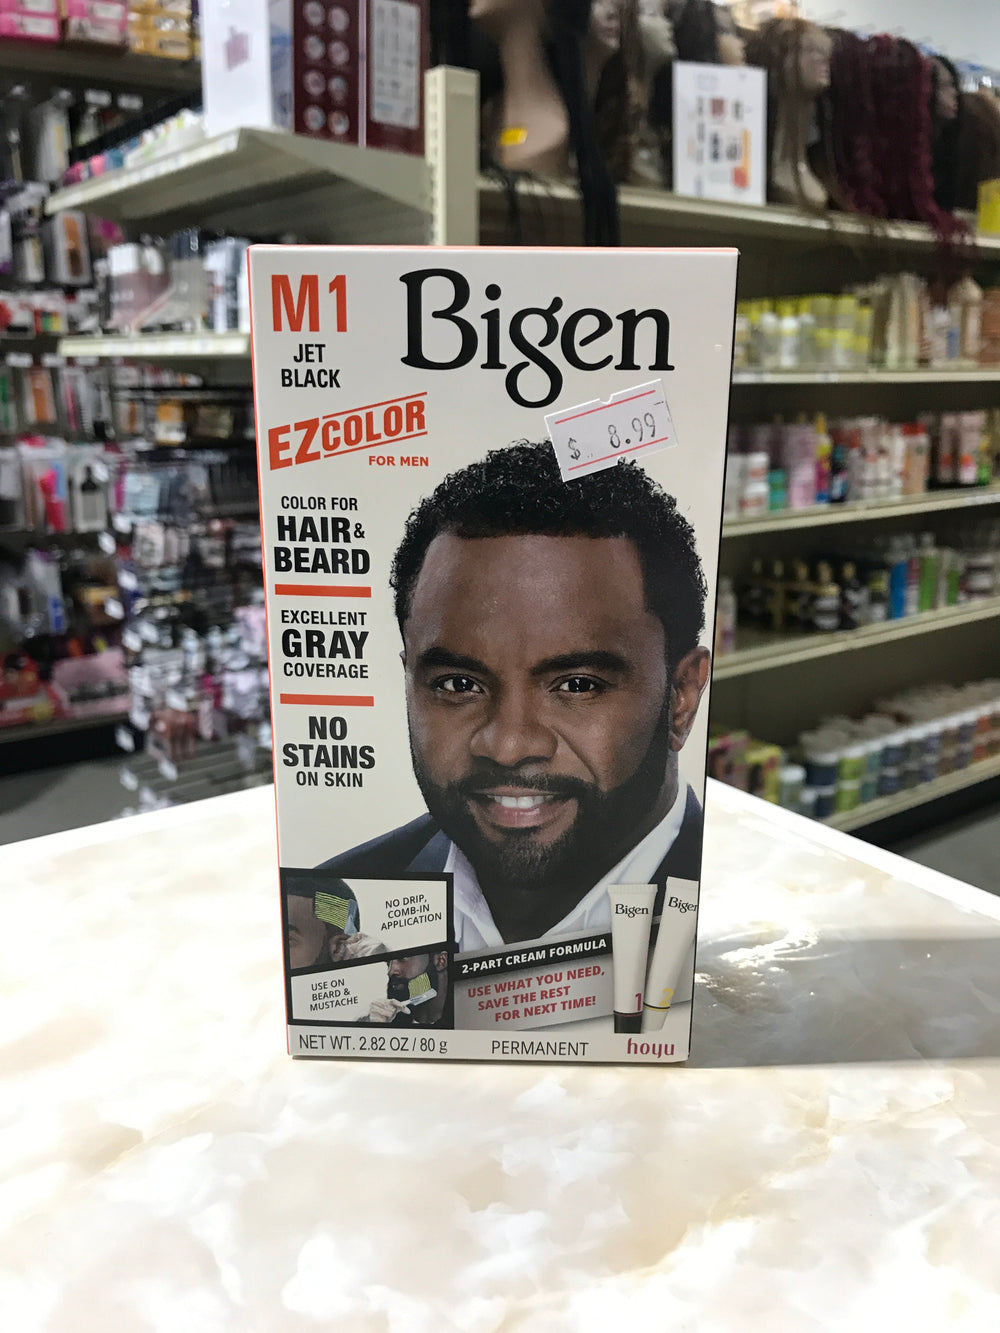 M1
JET
BLACK
Bigen
$ 8.99
EZCOLOR
FOR MEN
COLOR FOR
HAIR &
BEARD
EXCELLENT
GRAY
COVERAGE
NO
STAINS
ON SKIN
NO DRIP,
COMB-IN
APPLICATION
USE ON
BEARD &
MUSTACHE
2-PART CREAM FORMULA
USE WHAT YOU NEED,
SAVE THE REST
FOR NEXT TIME!
Bigen
1
Bigen
2
NET WT. 2.82 OZ / 80 g
PERMANENT
hoyu